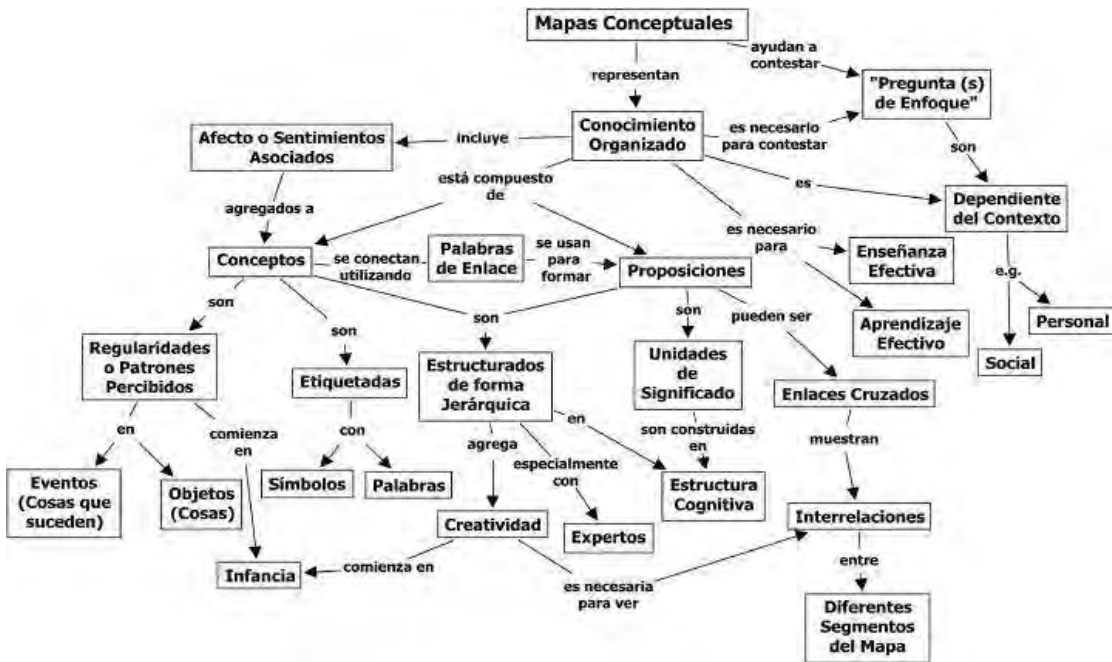 Mapas Conceptuales
ayudan a
contestar
representan
"Pregunta (s)
de Enfoque"
Afecto o Sentimientos
Asociados
incluye
Conocimiento
Organizado
es necesario
para contestar
son
está compuesto
de
es
Dependiente
del Contexto
agregados a
es necesario
para
Conceptos
se conectan
utilizando
Palabras
de Enlace
se usan
para
formar
Proposiciones
Enseñanza
Efectiva
e.g.
son
son
son
son
pueden ser
Aprendizaje
Efectivo
Personal
Social
Regularidades
o Patrones
Percibidos
Etiquetadas
Estructurados
de forma
Jerárquica
Unidades
de
Significado
Enlaces Cruzados
en
comienza
en
con
agrega
especialmente
con
en
son construidas
en
muestran
Eventos
(Cosas que
suceden)
Objetos
(Cosas)
Símbolos
Palabras
Creatividad
Expertos
Estructura
Cognitiva
Interrelaciones
Infancia
comienza en
es necesaria
para ver
entre
Diferentes
Segmentos
del Mapa